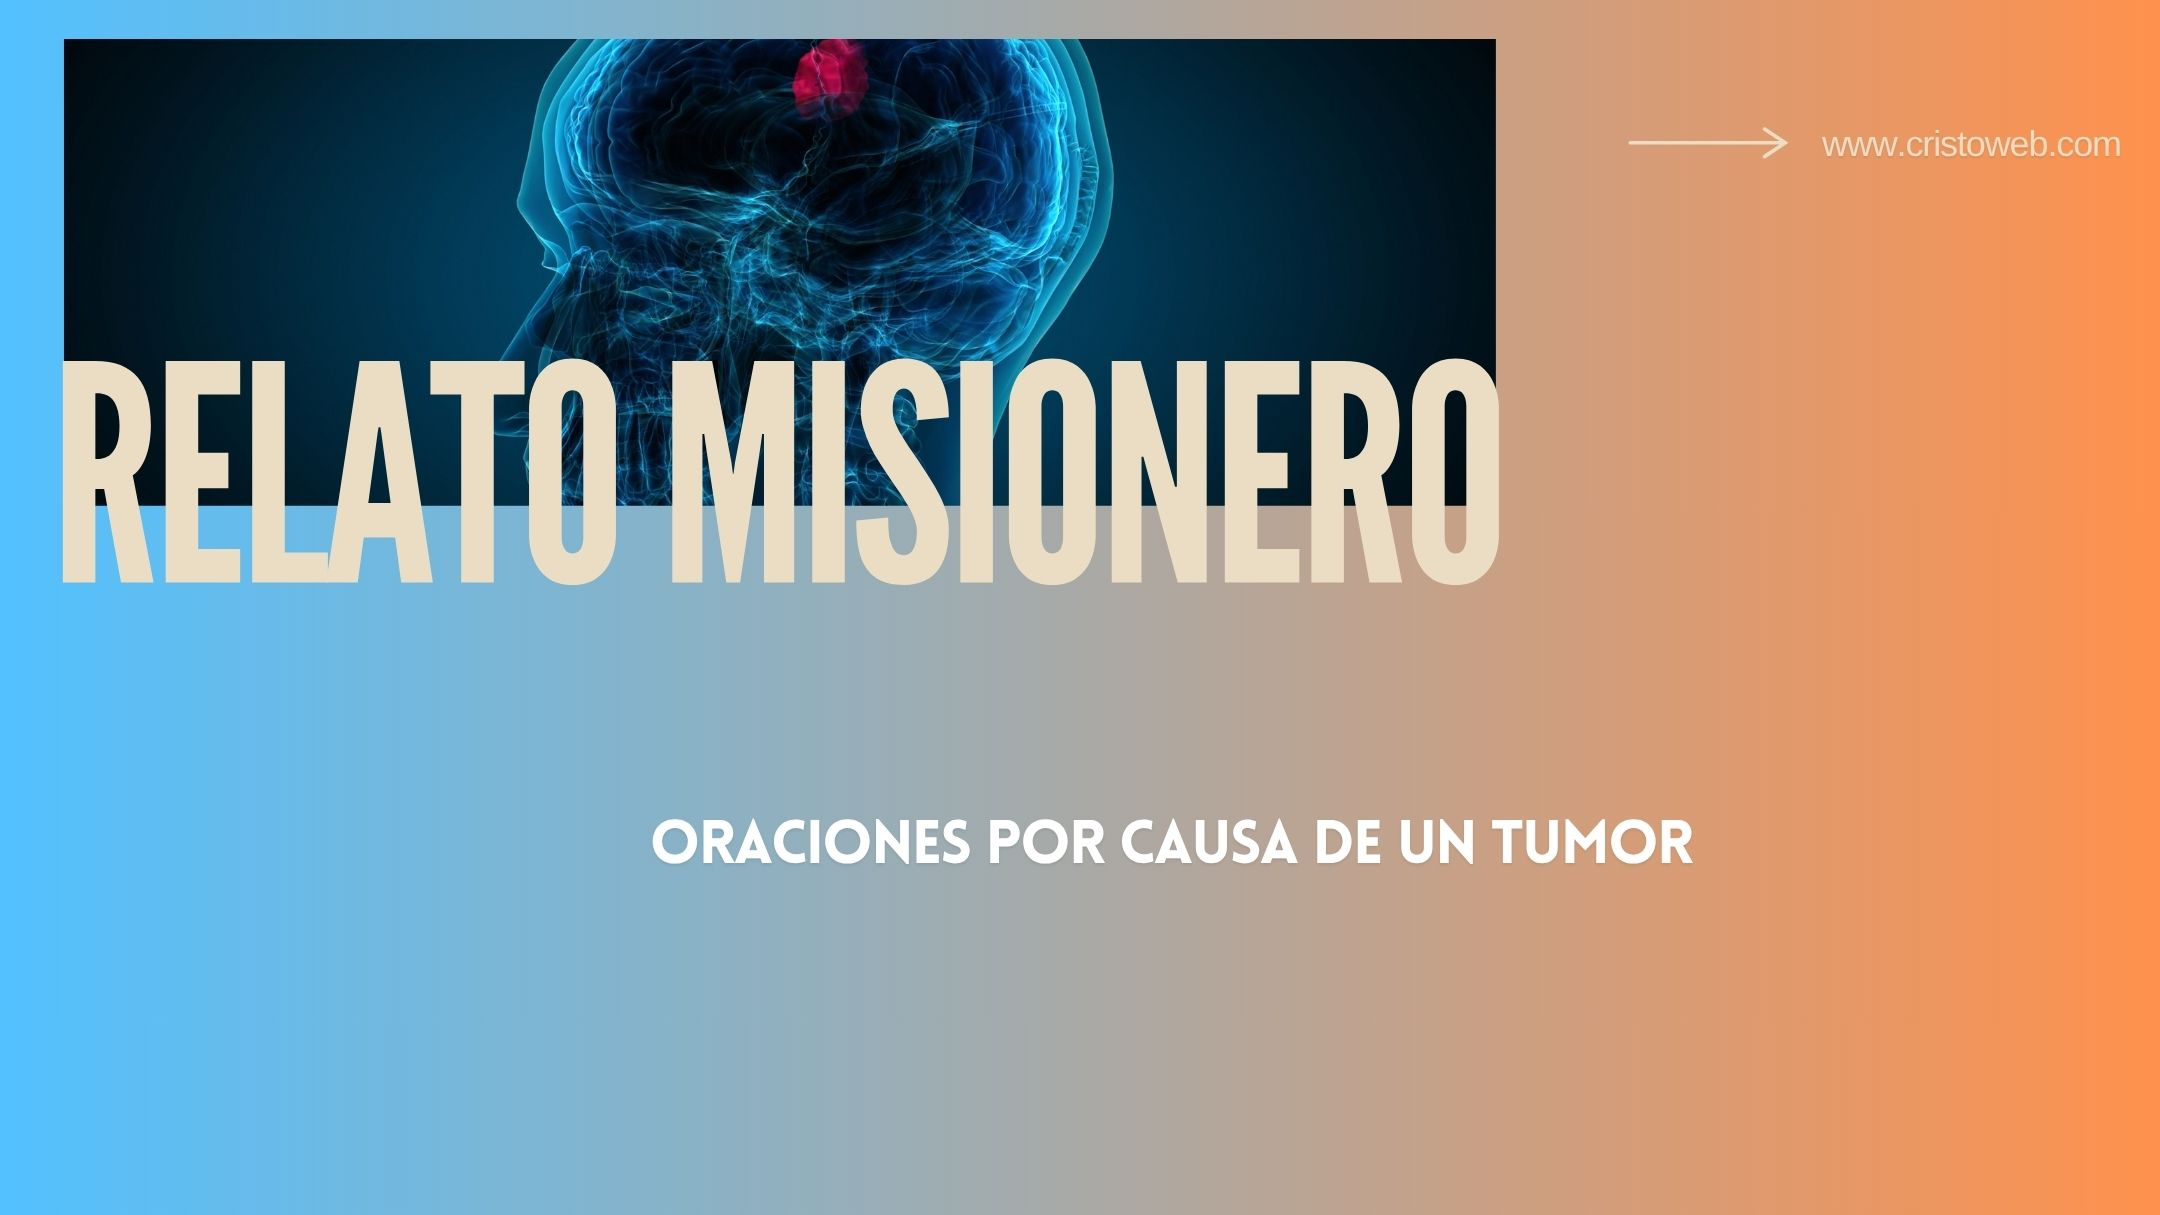 www.cristoweb.com
RELATO MISIONERO
ORACIONES POR CAUSA DE UN TUMOR